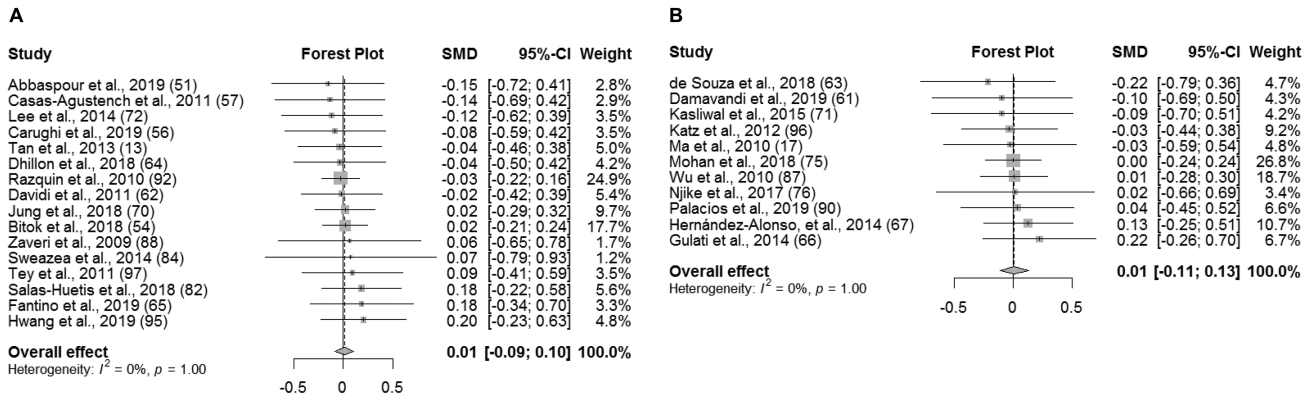 A
Study Forest Plot SMD 95%-CI Weight
Abbaspour et al., 2019 (51) -0.15 [-0.72; 0.41] 2.8%
Casas-Agustench et al., 2011 (57) -0.14 [-0.69; 0.42] 2.9%
Lee et al., 2014 (72) -0.12 [-0.62; 0.39] 3.5%
Carughi et al., 2019 (56) -0.08 [-0.59; 0.42] 3.5%
Tan et al., 2013 (13) -0.04 [-0.46; 0.38] 5.0%
Dhillon et al., 2018 (64) -0.04 [-0.50; 0.42] 4.2%
Razquin et al., 2010 (92) -0.03 [-0.22; 0.16] 24.9%
Davidi et al., 2011 (62) -0.02 [-0.42; 0.39] 5.4%
Jung et al., 2018 (70) 0.02 [-0.29; 0.32] 9.7%
Bitok et al., 2018 (54) 0.02 [-0.21; 0.24] 17.7%
Zaveri et al., 2009 (88) 0.06 [-0.65; 0.78] 1.7%
Sweazea et al., 2014 (84) 0.07 [-0.79; 0.93] 1.2%
Tey et al., 2011 (97) 0.09 [-0.41; 0.59] 3.5%
Salas-Huetis et al., 2018 (82) 0.18 [-0.22; 0.58] 5.6%
Fantino et al., 2019 (65) 0.18 [-0.34; 0.70] 3.3%
Hwang et al., 2019 (95) 0.20 [-0.23; 0.63] 4.8%
Overall effect 0.01 [-0.09; 0.10] 100.0%
Heterogeneity: I² = 0%, p = 1.00
-0.5 0 0.5
B
Study Forest Plot SMD 95%-CI Weight
de Souza et al., 2018 (63) -0.22 [-0.79; 0.36] 4.7%
Damavandi et al., 2019 (61) -0.10 [-0.69; 0.50] 4.3%
Kasliwal et al., 2015 (71) -0.09 [-0.70; 0.51] 4.2%
Katz et al., 2012 (96) -0.03 [-0.44; 0.38] 9.2%
Ma et al., 2010 (17) -0.03 [-0.59; 0.54] 4.8%
Mohan et al., 2018 (75) 0.00 [-0.24; 0.24] 26.8%
Wu et al., 2010 (87) 0.01 [-0.28; 0.30] 18.7%
Njike et al., 2017 (76) 0.02 [-0.66; 0.69] 3.4%
Palacios et al., 2019 (90) 0.04 [-0.45; 0.52] 6.6%
Hernández-Alonso, et al., 2014 (67) 0.13 [-0.25; 0.51] 10.7%
Gulati et al., 2014 (66) 0.22 [-0.26; 0.70] 6.7%
Overall effect 0.01 [-0.11; 0.13] 100.0%
Heterogeneity: I² = 0%, p = 1.00
-0.5 0 0.5